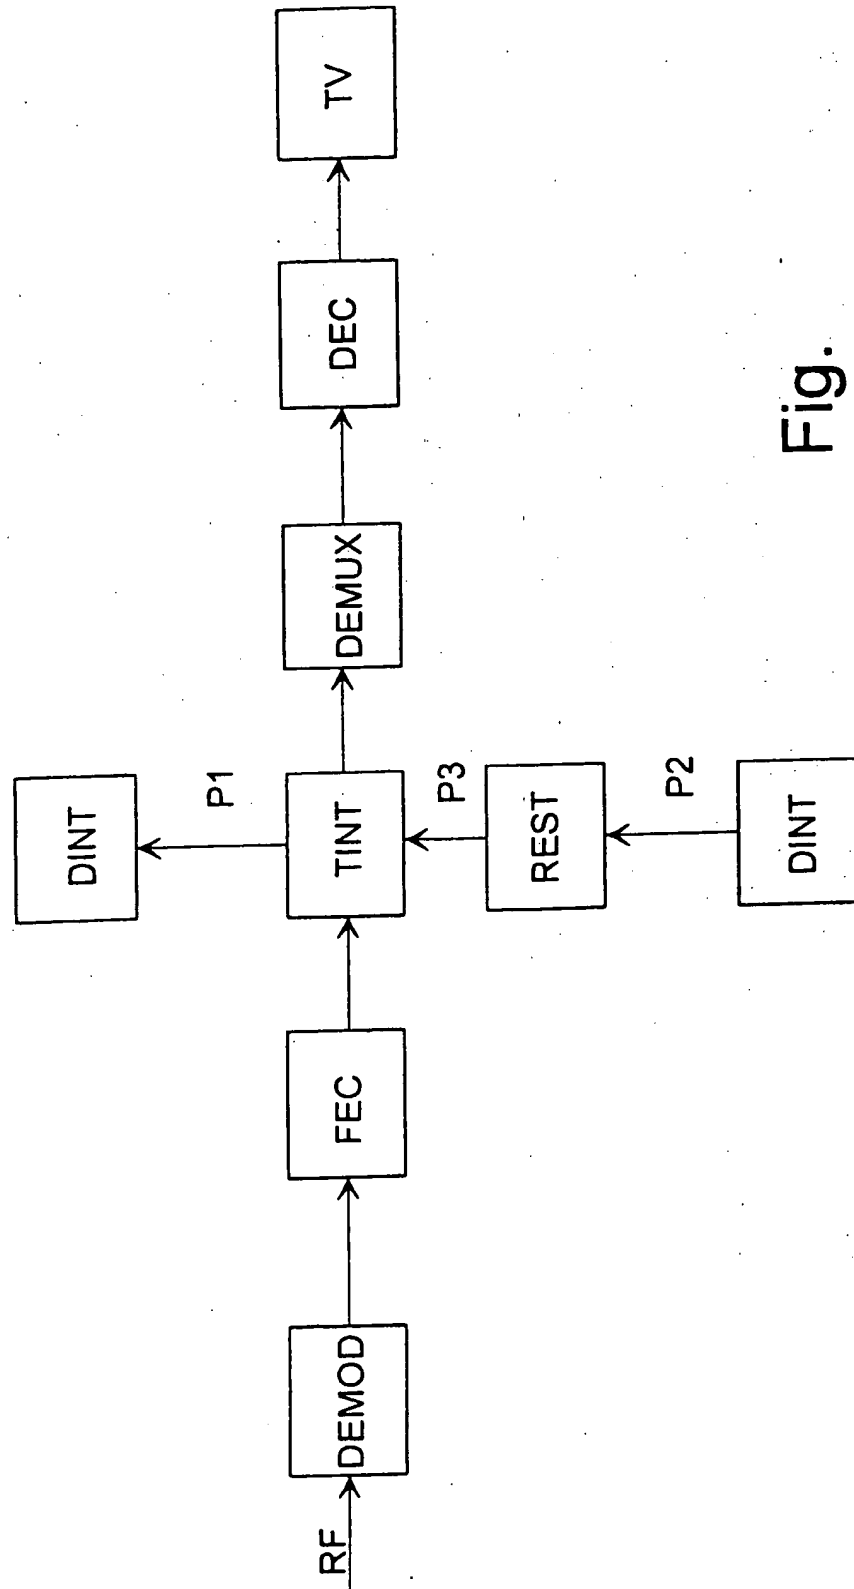 DINT
P1
RF
DEMOD
FEC
TINT
DEMUX
DEC
TV
P3
REST
P2
DINT
Fig.